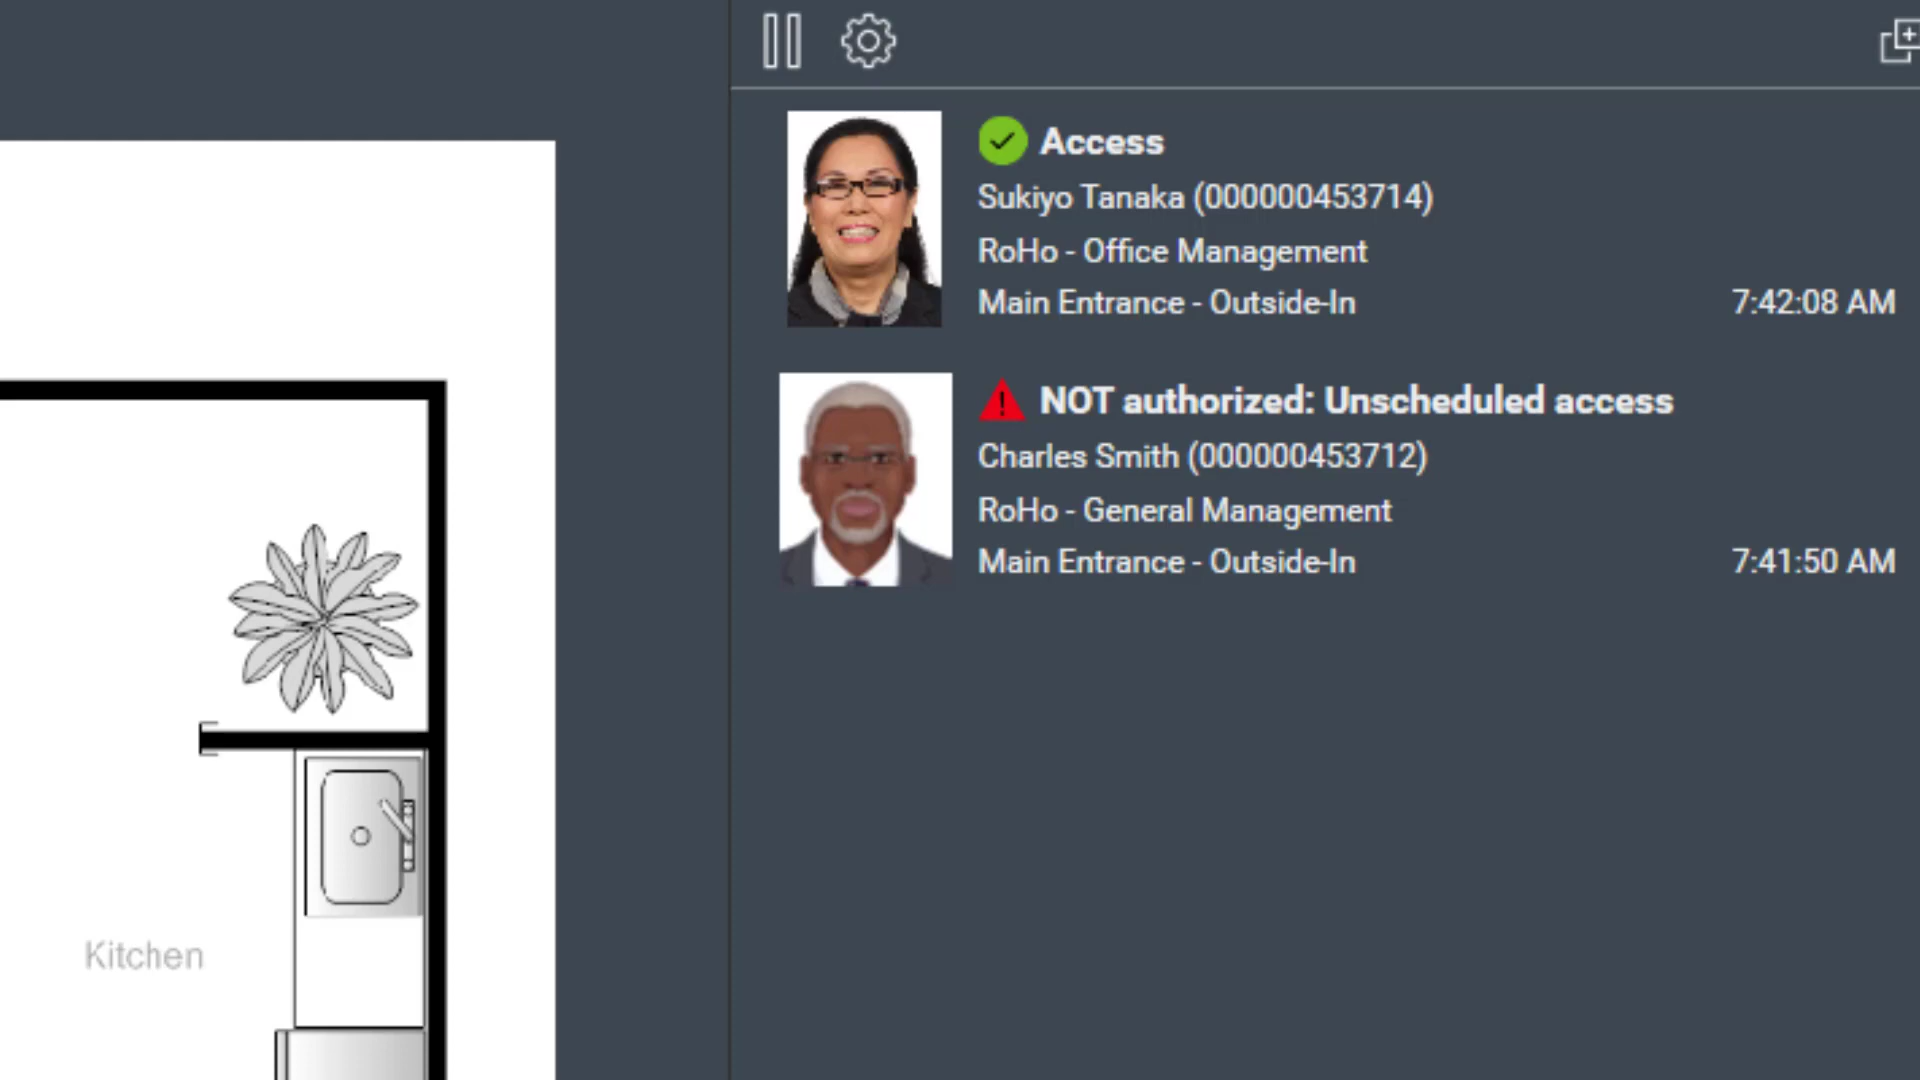 Access
Sukiyo Tanaka (000000453714)
RoHo - Office Management
Main Entrance - Outside-In
7:42:08 AM
NOT authorized: Unscheduled access
Charles Smith (000000453712)
RoHo - General Management
Main Entrance - Outside-In
7:41:50 AM
Kitchen